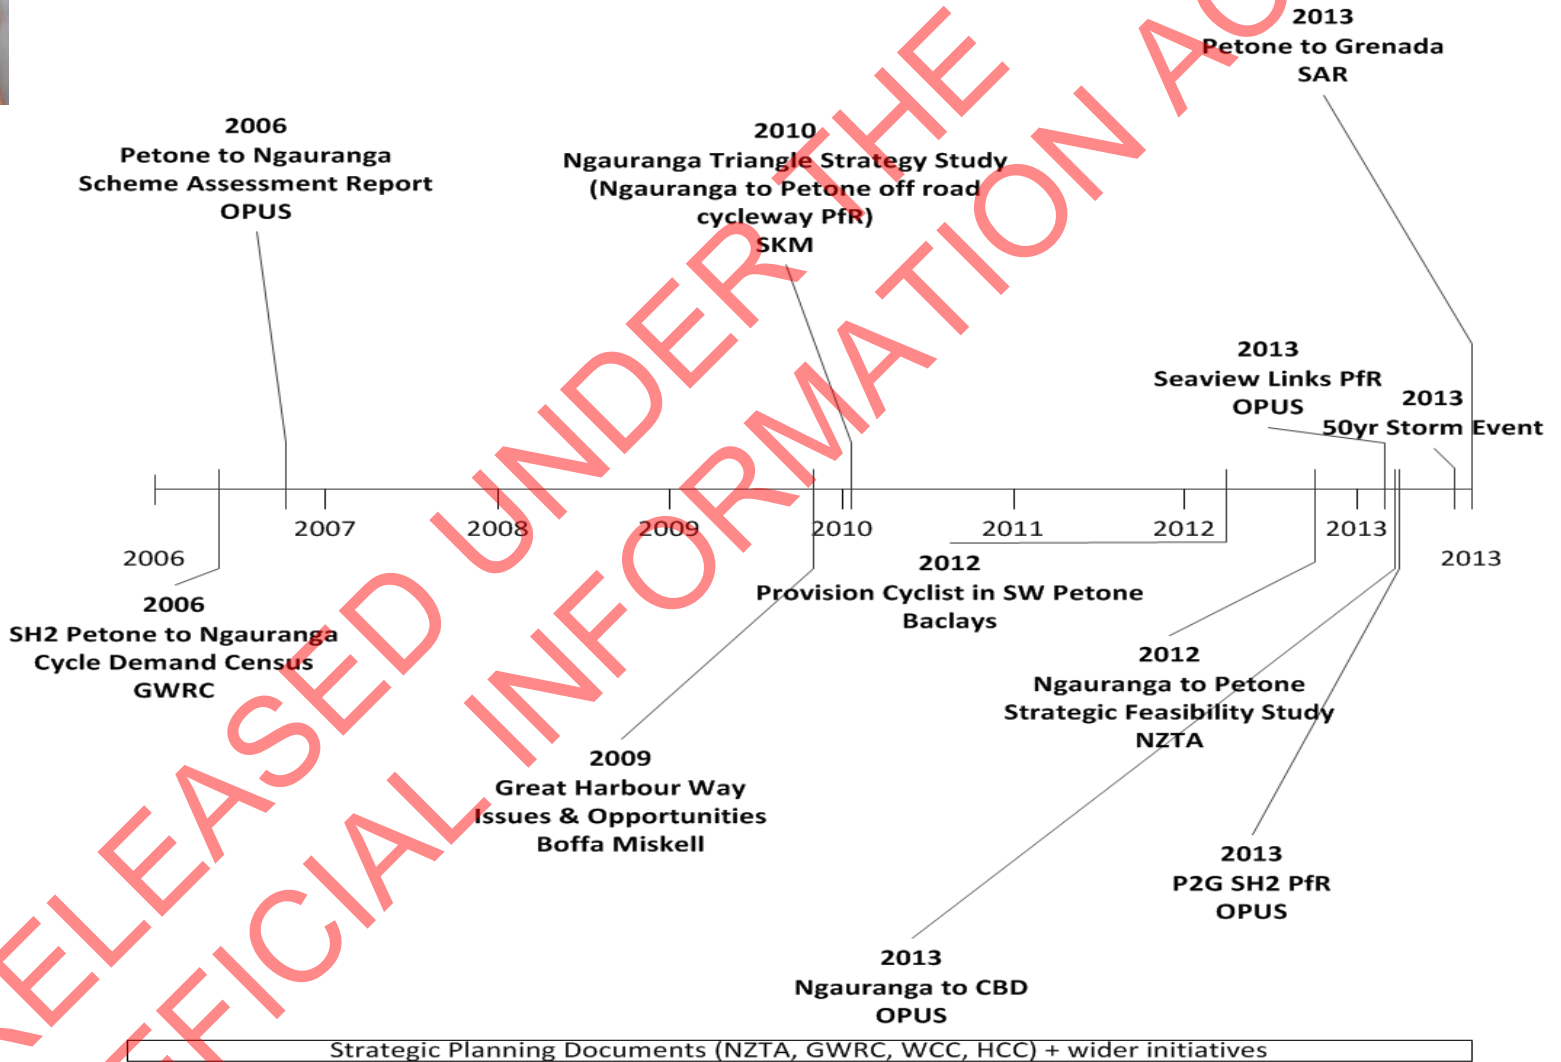 2013
Petone to Grenada
SAR
2006
Petone to Ngauranga
Scheme Assessment Report
OPUS
2010
Ngauranga Triangle Strategy Study
(Ngauranga to Petone off road
cycleway PfR)
SKM
2013
Seaview Links PfR
OPUS
2013
50yr Storm Event
2006
2007
2008
2009
2010
2011
2012
2013
2013
2006
SH2 Petone to Ngauranga
Cycle Demand Census
GWRC
2012
Provision Cyclist in SW Petone
Baclays
2012
Ngauranga to Petone
Strategic Feasibility Study
NZTA
2009
Great Harbour Way
Issues & Opportunities
Boffa Miskell
2013
P2G SH2 PfR
OPUS
2013
Ngauranga to CBD
OPUS
Strategic Planning Documents (NZTA, GWRC, WCC, HCC) + wider initiatives
RELEASED UNDER THE
OFFICIAL INFORMATION AC